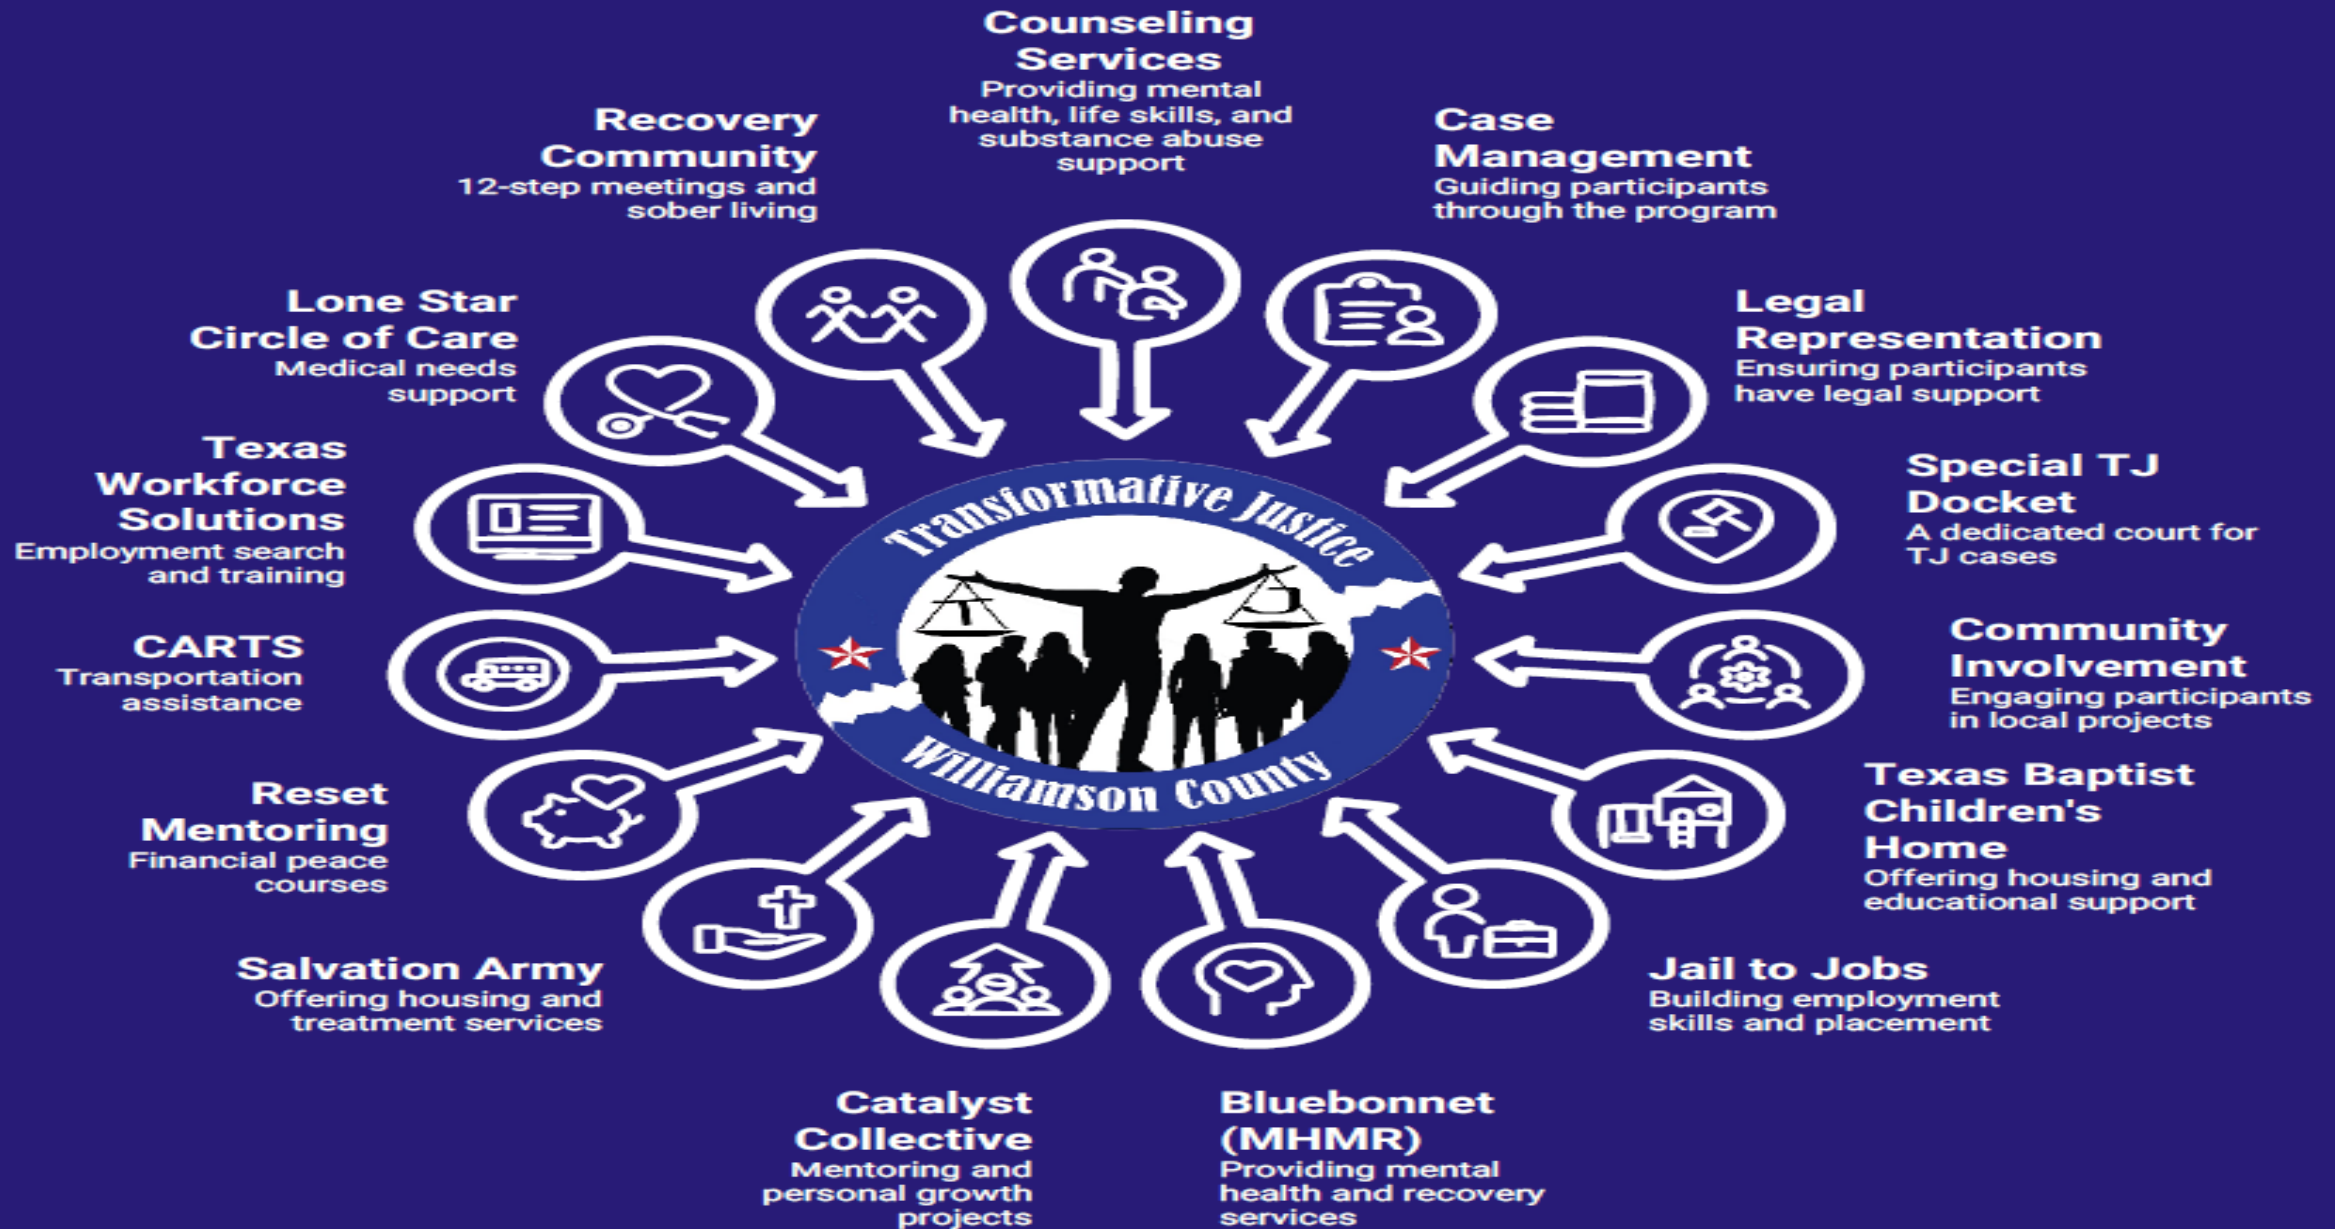 Counseling
Services
Providing mental
health, life skills, and
substance abuse
support
Case
Management
Guiding participants
through the program
Legal
Representation
Ensuring participants
have legal support
Special TJ
Docket
A dedicated court for
TJ cases
Community
Involvement
Engaging participants
in local projects
Texas Baptist
Children's
Home
Offering housing and
educational support
Jail to Jobs
Building employment
skills and placement
Bluebonnet
(MHMR)
Providing mental
health and recovery
services
Catalyst
Collective
Mentoring and
personal growth
projects
Salvation Army
Offering housing and
treatment services
Reset
Mentoring
Financial peace
courses
CARTS
Transportation
assistance
Texas
Workforce
Solutions
Employment search
and training
Lone Star
Circle of Care
Medical needs
support
Recovery
Community
12-step meetings and
sober living
Transformative Justice
T J
Williamson County